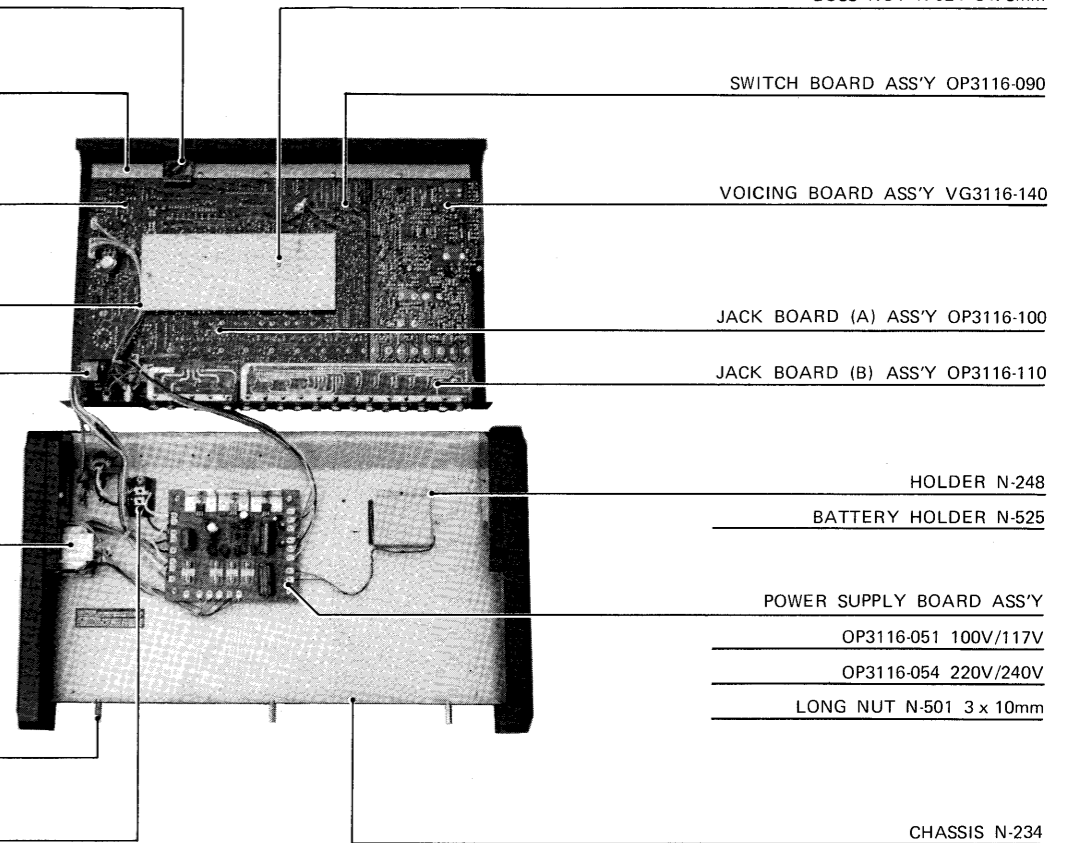 SWITCH BOARD ASS'Y OP3116-090
VOICING BOARD ASS'Y VG3116-140
JACK BOARD (A) ASS'Y OP3116-100
JACK BOARD (B) ASS'Y OP3116-110
HOLDER N-248
BATTERY HOLDER N-525
POWER SUPPLY BOARD ASS'Y
OP3116-051 100V/117V
OP3116-054 220V/240V
LONG NUT N-501 3 x 10mm
CHASSIS N-234